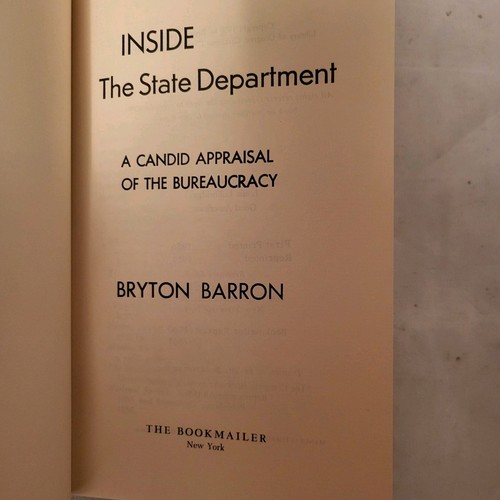 INSIDE
The State Department
A CANDID APPRAISAL
OF THE BUREAUCRACY
BRYTON BARRON
THE BOOKMAILER
New York